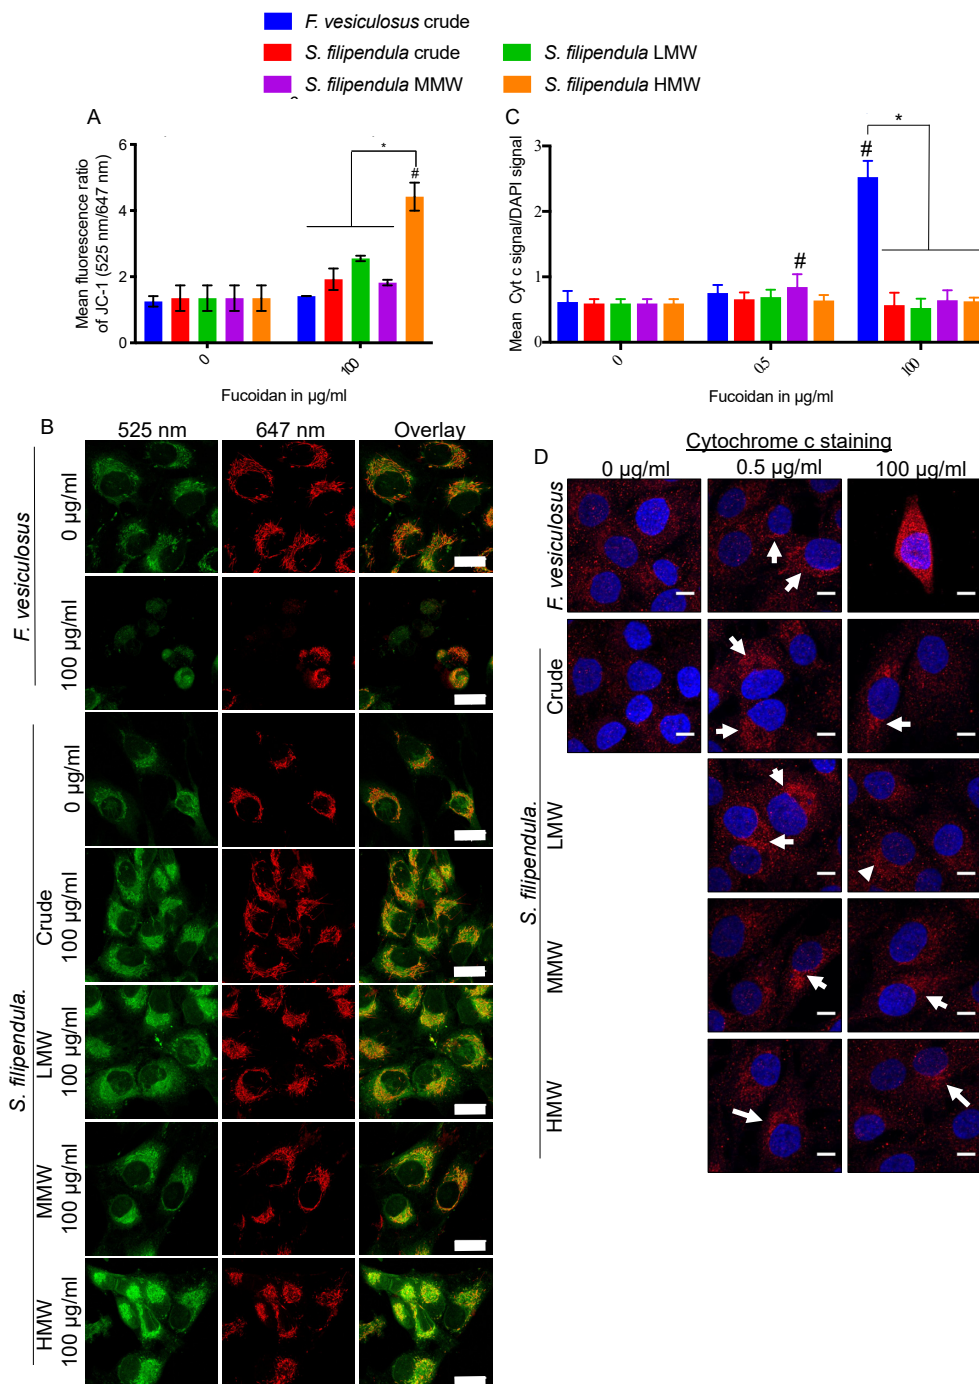 F. vesiculosus crude
S. filipendula crude
S. filipendula LMW
S. filipendula MMW
S. filipendula HMW
A
Mean fluorescence ratio
of JC-1 (525 nm/647 nm)
6
4
2
0
*
#
0
100
Fucoidan in µg/ml
C
Mean Cyt c signal/DAPI signal
3
2
1
0
#
*
#
0
0.5
100
Fucoidan in µg/ml
B
525 nm
647 nm
Overlay
F. vesiculosus
0 µg/ml
100 µg/ml
S. filipendula.
0 µg/ml
Crude
100 µg/ml
LMW
100 µg/ml
MMW
100 µg/ml
HMW
100 µg/ml
D
Cytochrome c staining
0 µg/ml
0.5 µg/ml
100 µg/ml
F. vesiculosus
S. filipendula.
Crude
LMW
MMW
HMW